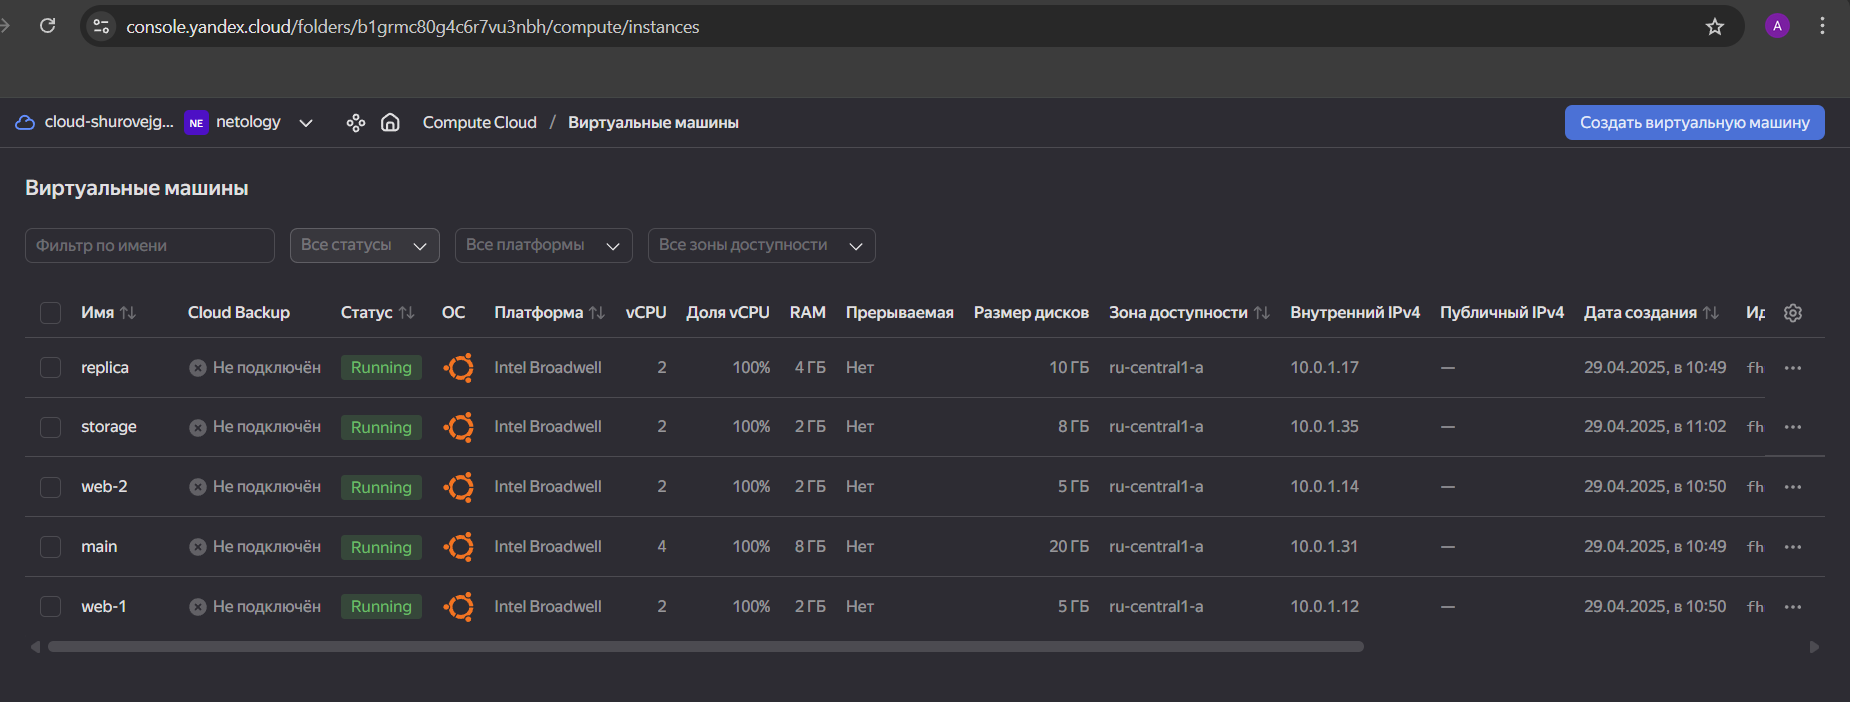 console.yandex.cloud/folders/b1grmc80g4c6r7vu3nbh/compute/instances
A
cloud-shurovejg... NE netology Compute Cloud / Виртуальные машины Создать виртуальную машину
Виртуальные машины
Фильтр по имени Все статусы Все платформы Все зоны доступности
Имя Cloud Backup Статус ОС Платформа vCPU Доля vCPU RAM Прерываемая Размер дисков Зона доступности Внутренний IPv4 Публичный IPv4 Дата создания Ид
replica Не подключён Running Intel Broadwell 2 100% 4 ГБ Нет 10 ГБ ru-central1-a 10.0.1.17 — 29.04.2025, в 10:49 fh ...
storage Не подключён Running Intel Broadwell 2 100% 2 ГБ Нет 8 ГБ ru-central1-a 10.0.1.35 — 29.04.2025, в 11:02 fh ...
web-2 Не подключён Running Intel Broadwell 2 100% 2 ГБ Нет 5 ГБ ru-central1-a 10.0.1.14 — 29.04.2025, в 10:50 fh ...
main Не подключён Running Intel Broadwell 4 100% 8 ГБ Нет 20 ГБ ru-central1-a 10.0.1.31 — 29.04.2025, в 10:49 fh ...
web-1 Не подключён Running Intel Broadwell 2 100% 2 ГБ Нет 5 ГБ ru-central1-a 10.0.1.12 — 29.04.2025, в 10:50 fh ...